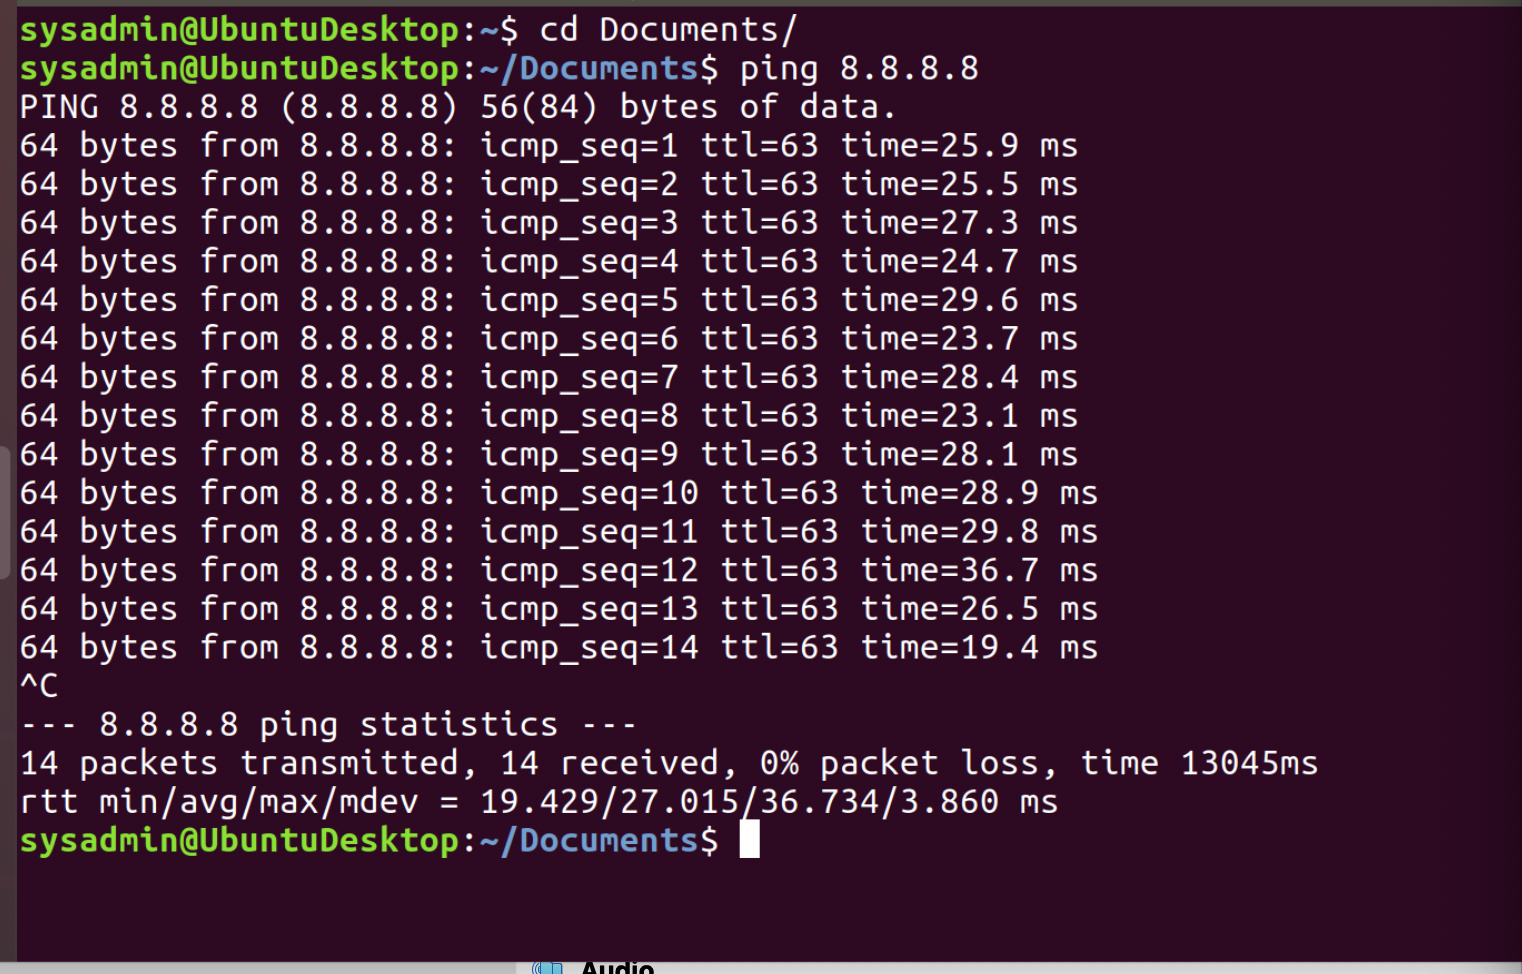 sysadmin@UbuntuDesktop:~$ cd Documents/
sysadmin@UbuntuDesktop:~/Documents$ ping 8.8.8.8
PING 8.8.8.8 (8.8.8.8) 56(84) bytes of data.
64 bytes from 8.8.8.8: icmp_seq=1 ttl=63 time=25.9 ms
64 bytes from 8.8.8.8: icmp_seq=2 ttl=63 time=25.5 ms
64 bytes from 8.8.8.8: icmp_seq=3 ttl=63 time=27.3 ms
64 bytes from 8.8.8.8: icmp_seq=4 ttl=63 time=24.7 ms
64 bytes from 8.8.8.8: icmp_seq=5 ttl=63 time=29.6 ms
64 bytes from 8.8.8.8: icmp_seq=6 ttl=63 time=23.7 ms
64 bytes from 8.8.8.8: icmp_seq=7 ttl=63 time=28.4 ms
64 bytes from 8.8.8.8: icmp_seq=8 ttl=63 time=23.1 ms
64 bytes from 8.8.8.8: icmp_seq=9 ttl=63 time=28.1 ms
64 bytes from 8.8.8.8: icmp_seq=10 ttl=63 time=28.9 ms
64 bytes from 8.8.8.8: icmp_seq=11 ttl=63 time=29.8 ms
64 bytes from 8.8.8.8: icmp_seq=12 ttl=63 time=36.7 ms
64 bytes from 8.8.8.8: icmp_seq=13 ttl=63 time=26.5 ms
64 bytes from 8.8.8.8: icmp_seq=14 ttl=63 time=19.4 ms
^C
--- 8.8.8.8 ping statistics ---
14 packets transmitted, 14 received, 0% packet loss, time 13045ms
rtt min/avg/max/mdev = 19.429/27.015/36.734/3.860 ms
sysadmin@UbuntuDesktop:~/Documents$
Audio